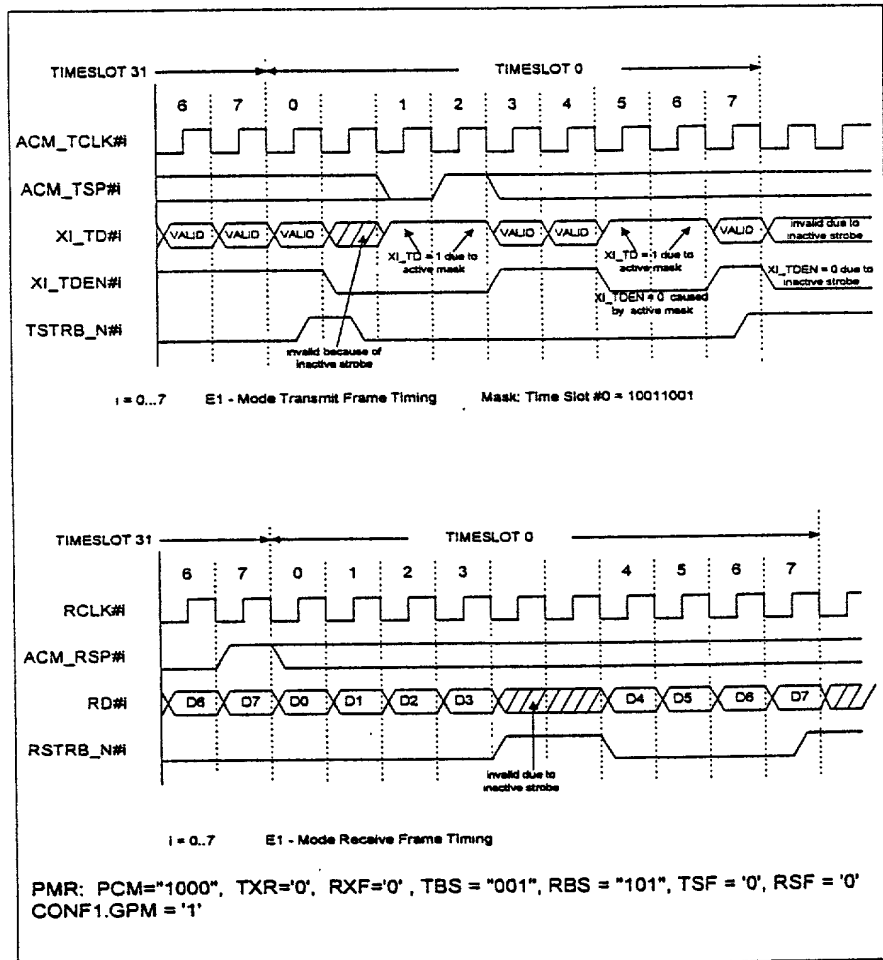 TIMESLOT 31
TIMESLOT 0
6 7 0 1 2 3 4 5 6 7
ACM_TCLK#i
ACM_TSP#i
XI_TD#i
VALID VALID VALID VALID VALID VALID
invalid due to
inactive strobe
XI_TD = 1 due to
active mask
XI_TD = 1 due to
active mask
XI_TDEN#i
XI_TDEN = 0 due to
inactive strobe
XI_TDEN = 0 caused
by active mask
TSTRB_N#i
invalid because of
inactive strobe
i = 0...7 E1 - Mode Transmit Frame Timing Mask: Time Slot #0 = 10011001
TIMESLOT 31
TIMESLOT 0
6 7 0 1 2 3 4 5 6 7
RCLK#i
ACM_RSP#i
RD#i
D6 D7 D0 D1 D2 D3 D4 D5 D6 D7
RSTRB_N#i
invalid due to
inactive strobe
i = 0..7 E1 - Mode Receive Frame Timing
PMR: PCM="1000", TXR='0', RXF='0' , TBS = "001", RBS = "101", TSF = '0', RSF = '0'
CONF1.GPM = '1'